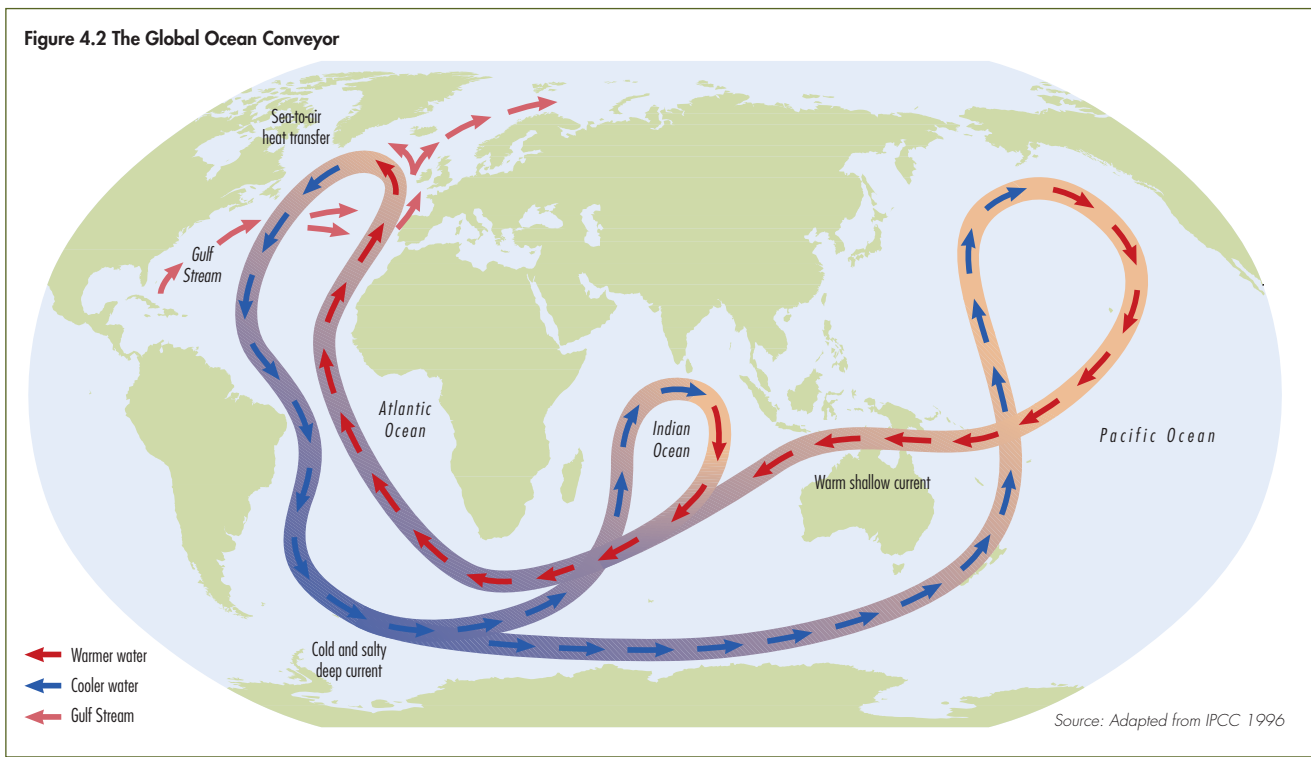 Figure 4.2 The Global Ocean Conveyor
Sea-to-air
heat transfer
Gulf
Stream
Atlantic
Ocean
Indian
Ocean
Pacific Ocean
Warm shallow current
Cold and salty
deep current
Warmer water
Cooler water
Gulf Stream
Source: Adapted from IPCC 1996